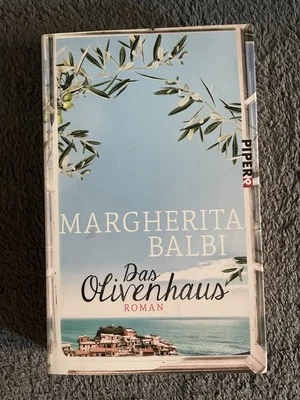 PIPER
MARGHERITA
BALBI
Das
Olivenhaus
ROMAN